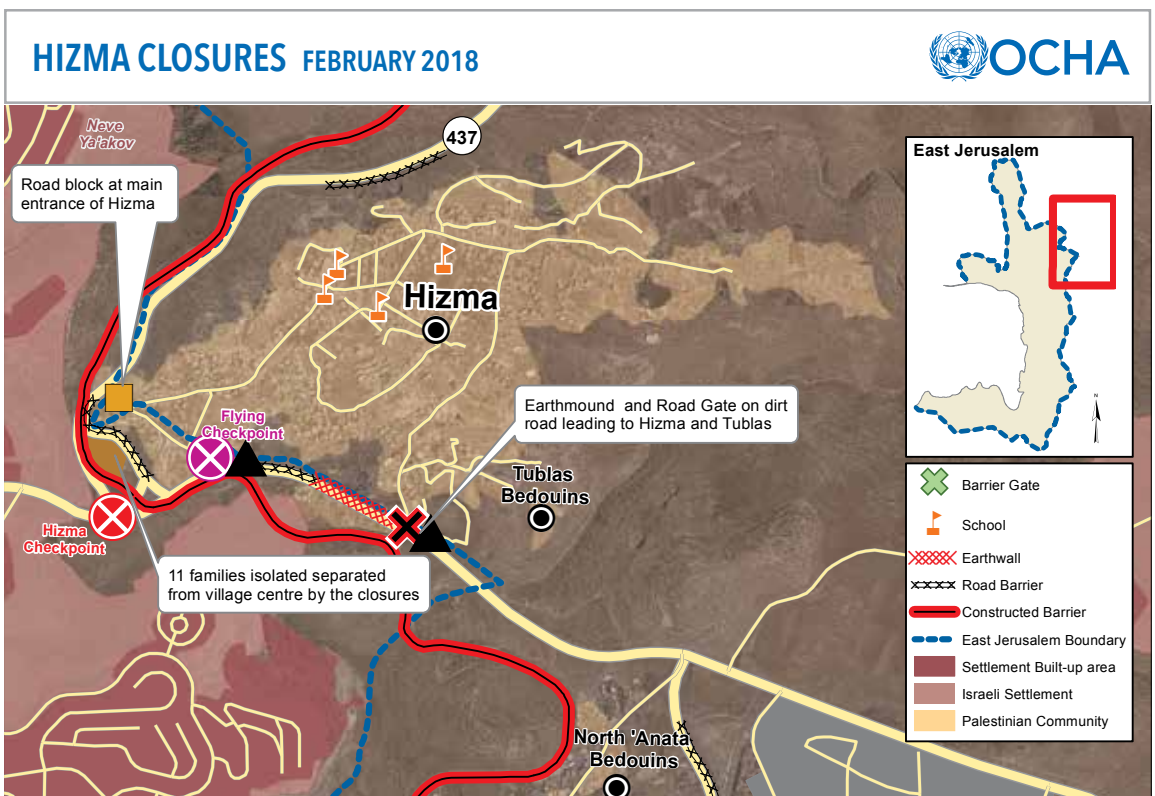 HIZMA CLOSURES FEBRUARY 2018
OCHA
Neve
Ya'akov
437
Road block at main
entrance of Hizma
Hizma
Flying
Checkpoint
Earthmound and Road Gate on dirt
road leading to Hizma and Tublas
Tublas
Bedouins
Hizma
Checkpoint
11 families isolated separated
from village centre by the closures
North 'Anata
Bedouins
East Jerusalem
N
Barrier Gate
School
Earthwall
Road Barrier
Constructed Barrier
East Jerusalem Boundary
Settlement Built-up area
Israeli Settlement
Palestinian Community